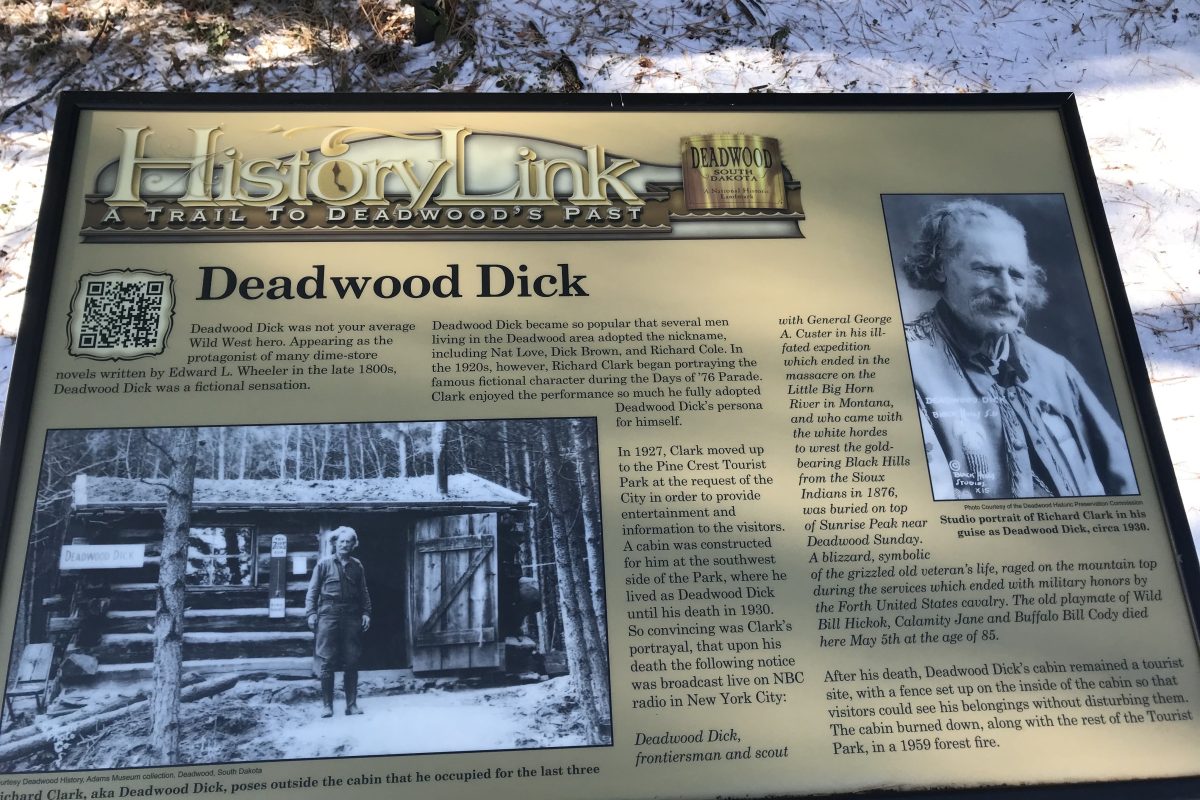 HistoryLink
A Trail To Deadwood's Past
DEADWOOD
SOUTH
DAKOTA
A National Historic
Landmark
Deadwood Dick
Deadwood Dick was not your average
Wild West hero. Appearing as the
protagonist of many dime-store
novels written by Edward L. Wheeler in the late 1800s,
Deadwood Dick was a fictional sensation.
Deadwood Dick became so popular that several men
living in the Deadwood area adopted the nickname,
including Nat Love, Dick Brown, and Richard Cole. In
the 1920s, however, Richard Clark began portraying the
famous fictional character during the Days of '76 Parade.
Clark enjoyed the performance so much he fully adopted
Deadwood Dick's persona
for himself.
In 1927, Clark moved up
to the Pine Crest Tourist
Park at the request of the
City in order to provide
entertainment and
information to the visitors.
A cabin was constructed
for him at the southwest
side of the Park, where he
lived as Deadwood Dick
until his death in 1930.
So convincing was Clark's
portrayal, that upon his
death the following notice
was broadcast live on NBC
radio in New York City:
Deadwood Dick,
frontiersman and scout
with General George
A. Custer in his ill-
fated expedition
which ended in the
massacre on the
Little Big Horn
River in Montana,
and who came with
the white hordes
to wrest the gold-
bearing Black Hills
from the Sioux
Indians in 1876,
was buried on top
of Sunrise Peak near
Deadwood Sunday.
A blizzard, symbolic
of the grizzled old veteran's life, raged on the mountain top
during the services which ended with military honors by
the Forth United States cavalry. The old playmate of Wild
Bill Hickok, Calamity Jane and Buffalo Bill Cody died
here May 5th at the age of 85.
After his death, Deadwood Dick's cabin remained a tourist
site, with a fence set up on the inside of the cabin so that
visitors could see his belongings without disturbing them.
The cabin burned down, along with the rest of the Tourist
Park, in a 1959 forest fire.
DEADWOOD DICK
BLACK HILLS S.D.
©
BLACK HILLS
STUDIOS
X15
Photo Courtesy of the Deadwood Historic Preservation Commission
Studio portrait of Richard Clark in his
guise as Deadwood Dick, circa 1930.
DEADWOOD DICK
urtesy Deadwood History, Adams Museum collection, Deadwood, South Dakota
ichard Clark, aka Deadwood Dick, poses outside the cabin that he occupied for the last three